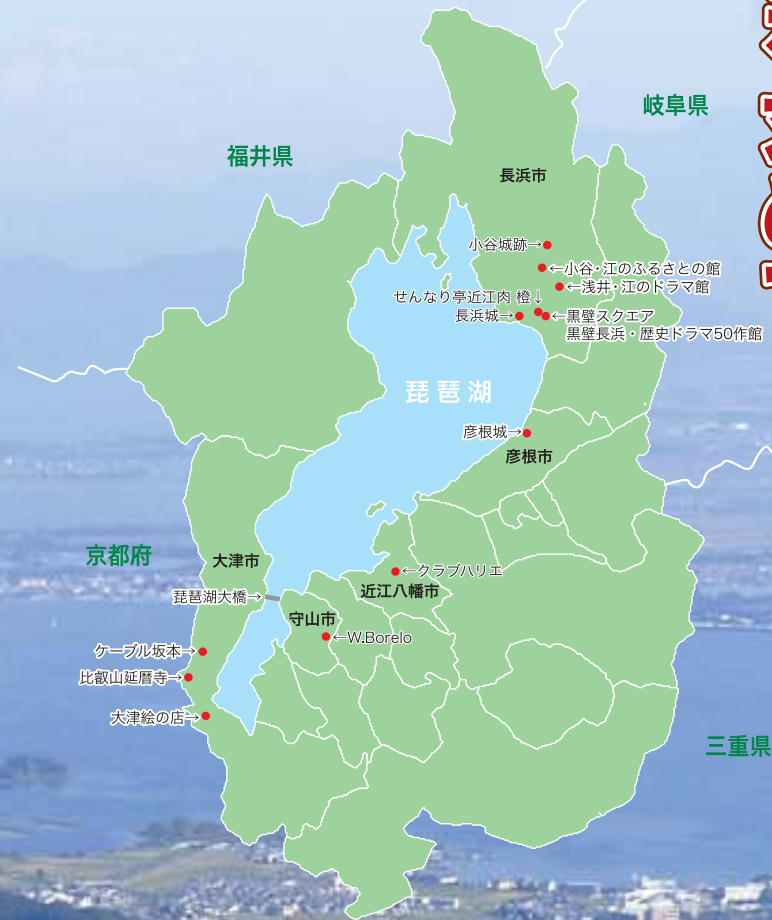 岐阜県
福井県
長浜市
小谷城跡→
←小谷・江のふるさとの館
←浅井・江のドラマ館
せんなり亭近江肉 橙↓
長浜城→
←黒壁スクエア
黒壁長浜・歴史ドラマ50作館
琵琶湖
彦根城→
彦根市
京都府
大津市
←クラブハリエ
近江八幡市
琵琶湖大橋→
守山市
←W.Borelo
ケーブル坂本→
比叡山延暦寺→
大津絵の店→
三重県